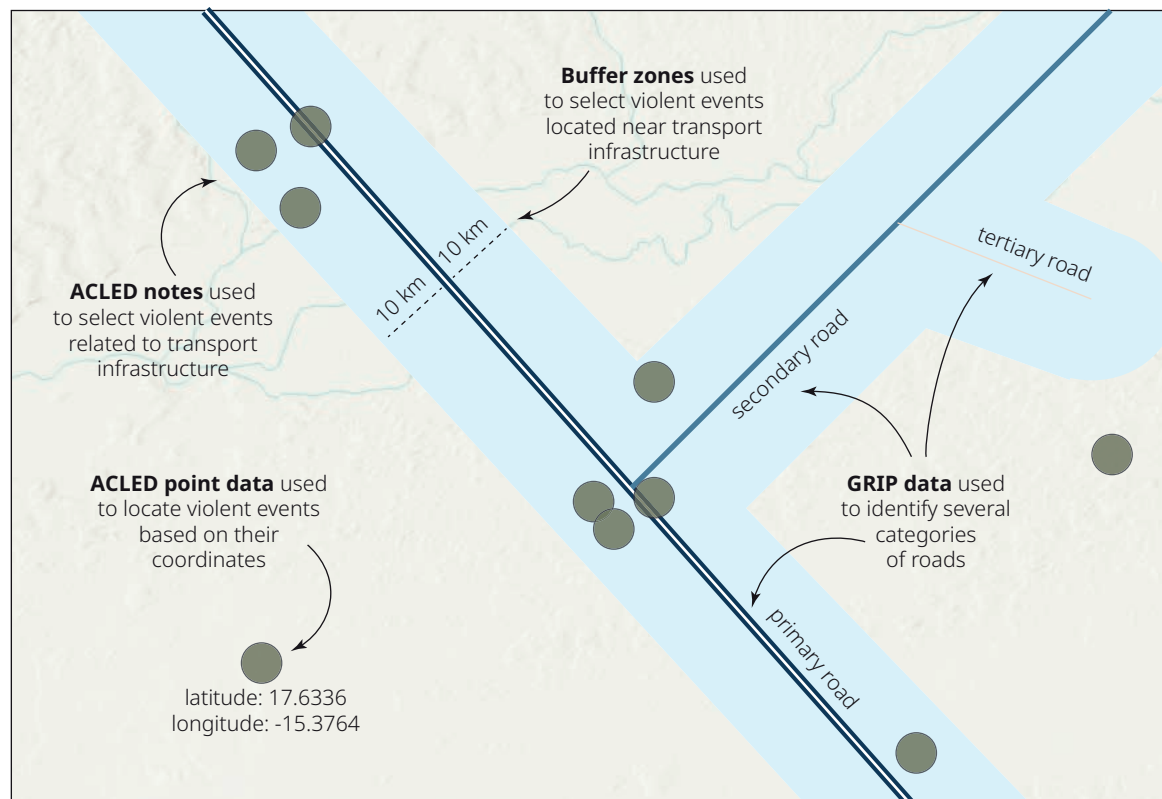 Buffer zones used
to select violent events
located near transport
infrastructure
10 km
10 km
tertiary road
ACLED notes used
to select violent events
related to transport
infrastructure
secondary road
ACLED point data used
to locate violent events
based on their
coordinates
GRIP data used
to identify several
categories
of roads
primary road
latitude: 17.6336
longitude: -15.3764